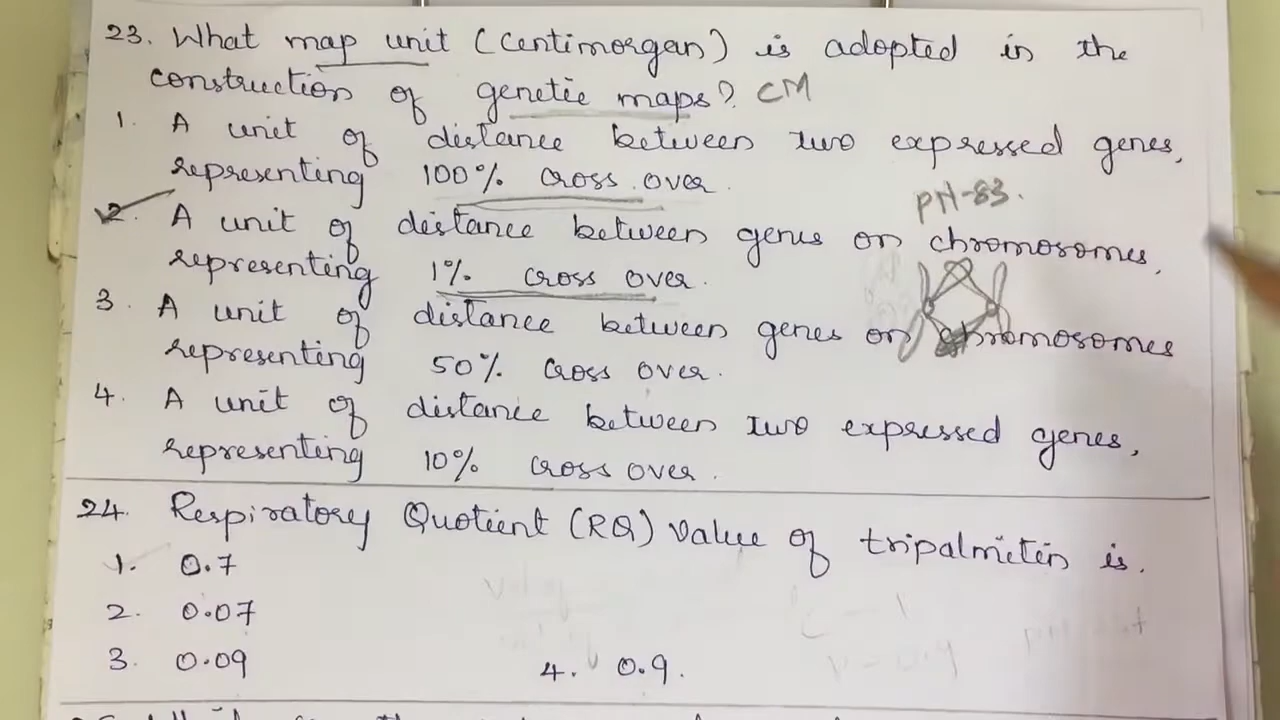 23. What map unit (Centimorgan) is adopted in the
construction of genetic maps? CM
1. A unit of distance between two expressed genes,
representing 100% cross over.
PN-83.
2. A unit of distance between genes on chromosomes,
representing 1% cross over.
3. A unit of distance between genes on chromosomes
representing 50% cross over.
4. A unit of distance between two expressed genes,
representing 10% cross over.
24. Respiratory Quotient (RQ) value of tripalmitin is.
1. 0.7
2. 0.07
3. 0.09 4. 0.9.